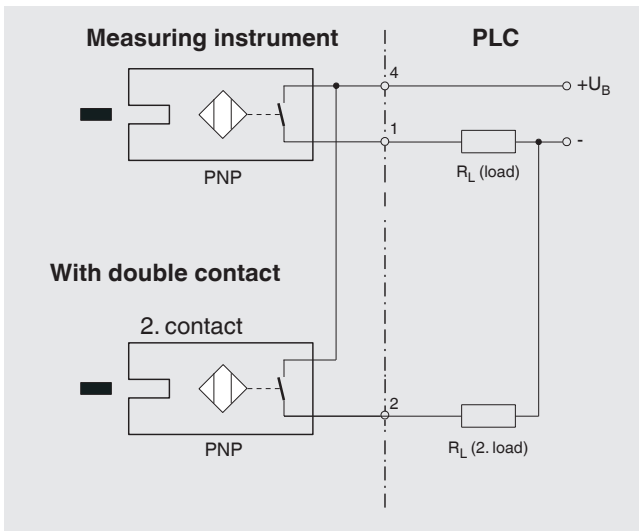 Measuring instrument
PLC
4
+UB
1
-
PNP
RL (load)
With double contact
2. contact
2
PNP
RL (2. load)